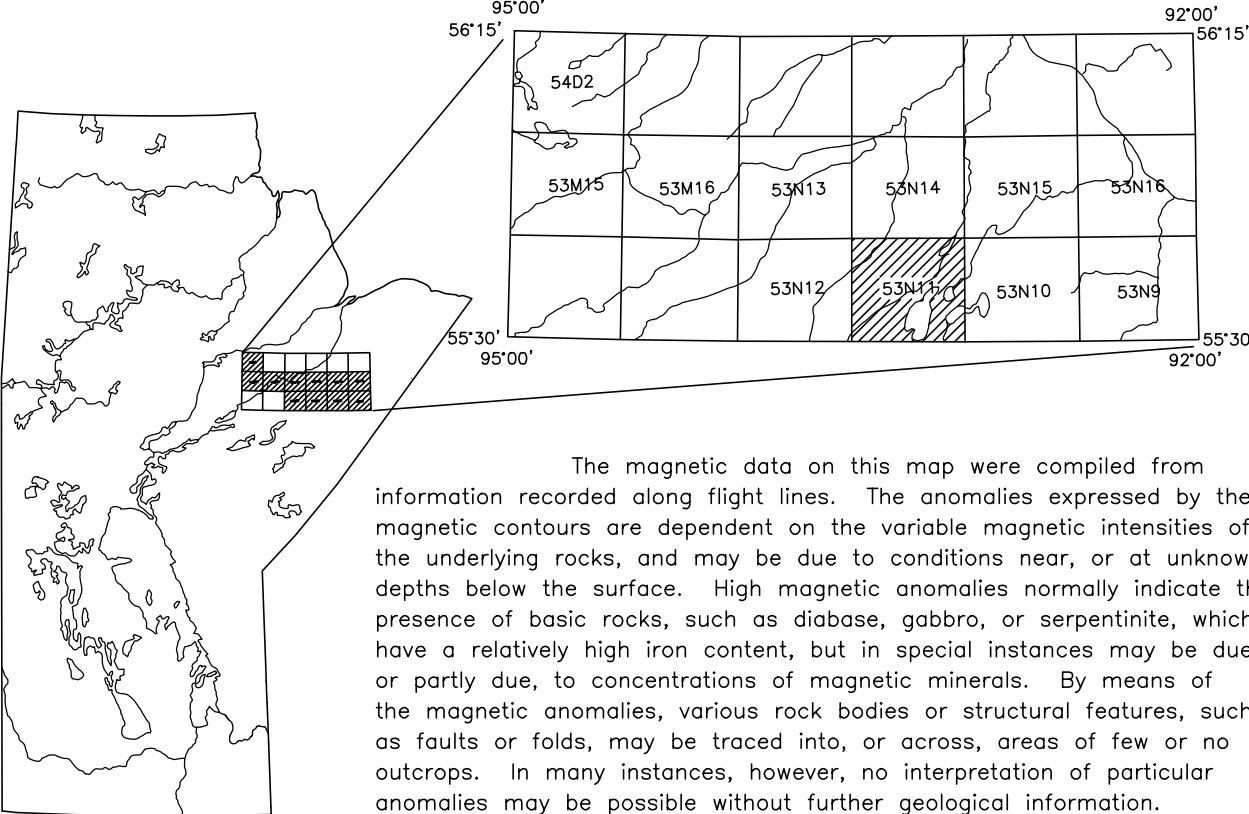 95°00' 92°00'
56°15' 56°15'
54D2
53M15 53M16 53N13 53N14 53N15 53N16
53N12 53N11 53N10 53N9
55°30' 55°30
95°00' 92°00'
The magnetic data on this map were compiled from
information recorded along flight lines. The anomalies expressed by the
magnetic contours are dependent on the variable magnetic intensities of
the underlying rocks, and may be due to conditions near, or at unknow
depths below the surface. High magnetic anomalies normally indicate th
presence of basic rocks, such as diabase, gabbro, or serpentinite, which
have a relatively high iron content, but in special instances may be due
or partly due, to concentrations of magnetic minerals. By means of
the magnetic anomalies, various rock bodies or structural features, such
as faults or folds, may be traced into, or across, areas of few or no
outcrops. In many instances, however, no interpretation of particular
anomalies may be possible without further geological information.